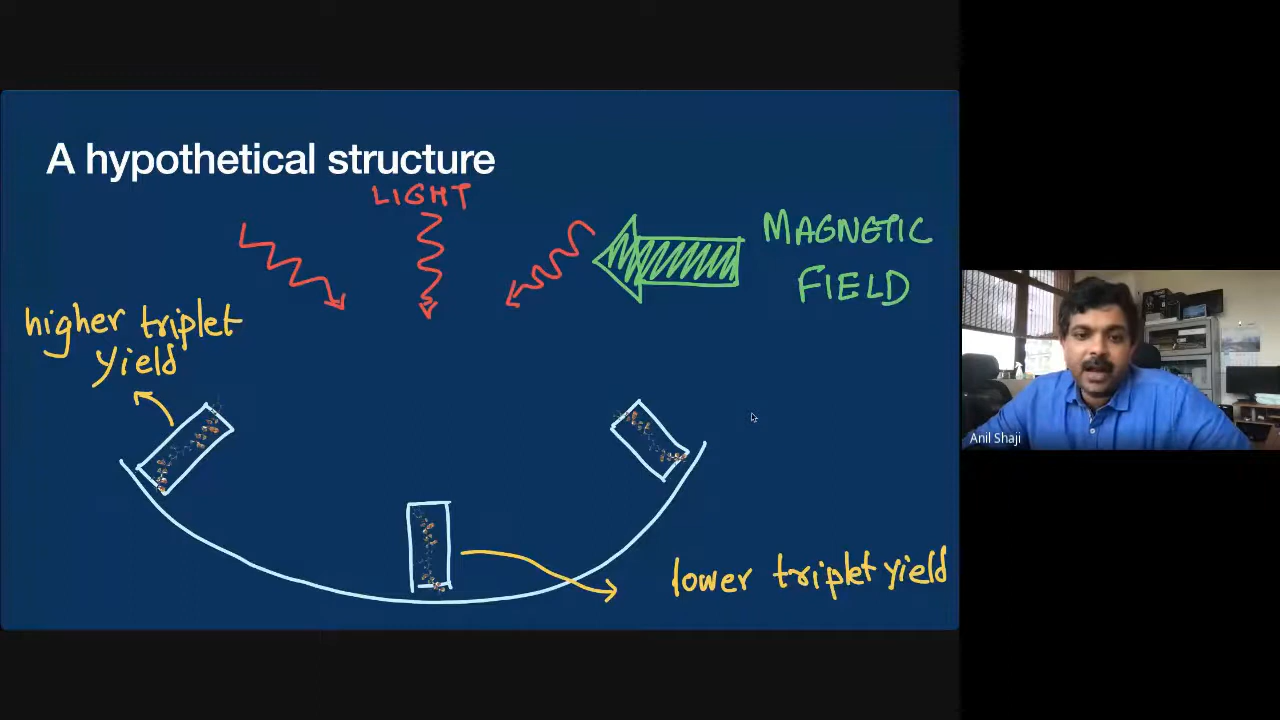 A hypothetical structure
LIGHT
MAGNETIC
FIELD
higher triplet
yield
lower triplet yield
Anil Shaji